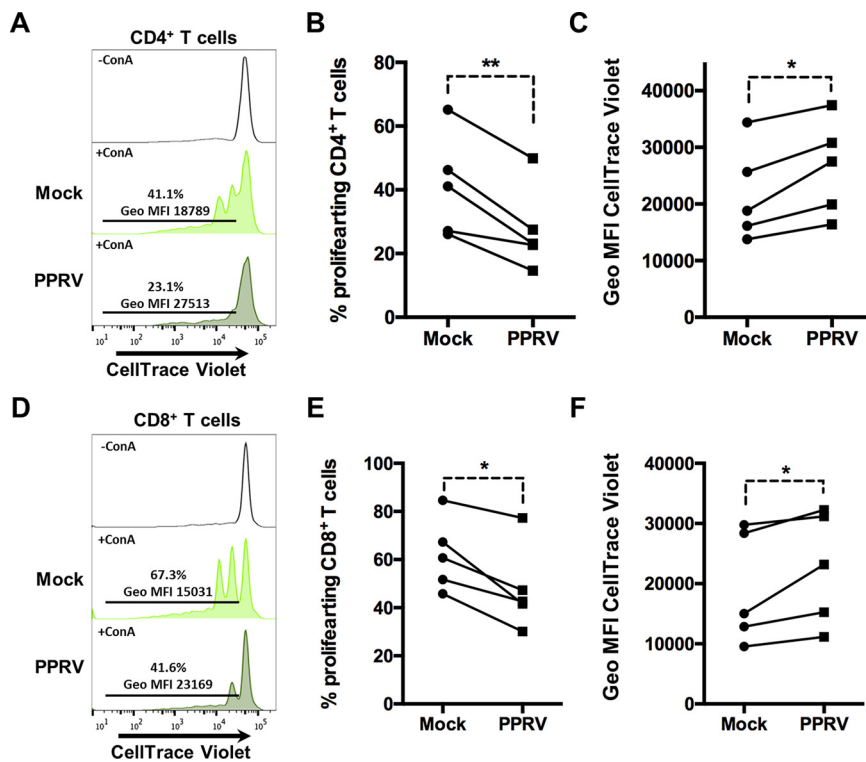 A
CD4+ T cells
-ConA
+ConA
Mock
41.1%
Geo MFI 18789
+ConA
PPRV
23.1%
Geo MFI 27513
10¹ 10² 10³ 10⁴ 10⁵
CellTrace Violet
B
**
% prolifearting CD4+ T cells
80
60
40
20
0
Mock PPRV
C
*
Geo MFI CellTrace Violet
40000
30000
20000
10000
0
Mock PPRV
D
CD8+ T cells
-ConA
+ConA
Mock
67.3%
Geo MFI 15031
+ConA
PPRV
41.6%
Geo MFI 23169
10¹ 10² 10³ 10⁴ 10⁵
CellTrace Violet
E
*
% prolifearting CD8+ T cells
100
80
60
40
20
0
Mock PPRV
F
*
Geo MFI CellTrace Violet
40000
30000
20000
10000
0
Mock PPRV